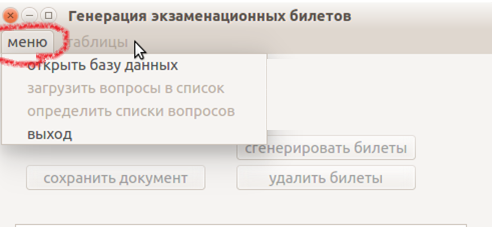 Генерация экзаменационных билетов
меню таблицы
открыть базу данных
загрузить вопросы в список
определить списки вопросов
выход
сгенерировать билеты
сохранить документ удалить билеты